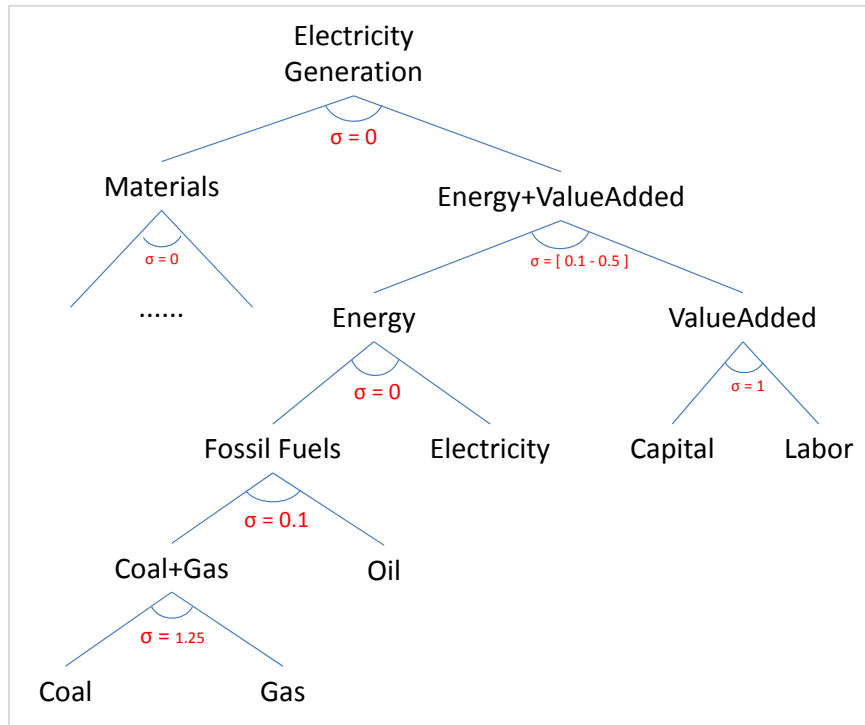 Electricity
Generation
σ = 0
Materials
Energy+ValueAdded
σ = 0
σ = [ 0.1 - 0.5 ]
......
Energy
ValueAdded
σ = 0
σ = 1
Fossil Fuels
Electricity
Capital
Labor
σ = 0.1
Coal+Gas
Oil
σ = 1.25
Coal
Gas